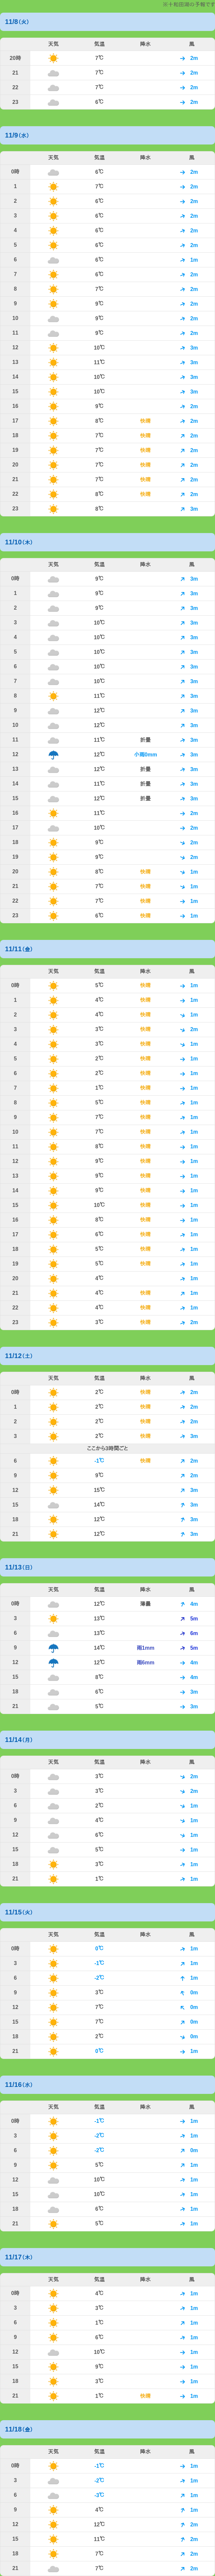 ※十和田湖の予報です
11/8(火)
天気 気温 降水 風
20時 7℃ 2m
21 7℃ 2m
22 7℃ 2m
23 6℃ 2m
11/9(水)
天気 気温 降水 風
0時 6℃ 2m
1 7℃ 2m
2 6℃ 2m
3 6℃ 2m
4 6℃ 2m
5 6℃ 2m
6 6℃ 1m
7 6℃ 2m
8 7℃ 2m
9 9℃ 2m
10 9℃ 2m
11 9℃ 2m
12 10℃ 3m
13 11℃ 3m
14 10℃ 3m
15 10℃ 3m
16 9℃ 2m
17 8℃ 快晴 2m
18 7℃ 快晴 2m
19 7℃ 快晴 2m
20 7℃ 快晴 2m
21 7℃ 快晴 2m
22 8℃ 快晴 2m
23 8℃ 3m
11/10(木)
天気 気温 降水 風
0時 9℃ 3m
1 9℃ 3m
2 9℃ 3m
3 10℃ 3m
4 10℃ 3m
5 10℃ 3m
6 10℃ 3m
7 10℃ 3m
8 11℃ 3m
9 12℃ 3m
10 12℃ 3m
11 11℃ 折曇 3m
12 12℃ 小雨0mm 3m
13 12℃ 折曇 3m
14 11℃ 折曇 3m
15 12℃ 折曇 3m
16 11℃ 2m
17 10℃ 2m
18 9℃ 2m
19 9℃ 2m
20 8℃ 快晴 1m
21 7℃ 快晴 1m
22 7℃ 快晴 1m
23 6℃ 快晴 1m
11/11(金)
天気 気温 降水 風
0時 5℃ 快晴 1m
1 4℃ 快晴 1m
2 4℃ 快晴 1m
3 3℃ 快晴 2m
4 3℃ 快晴 1m
5 2℃ 快晴 1m
6 2℃ 快晴 1m
7 1℃ 快晴 1m
8 5℃ 快晴 1m
9 7℃ 快晴 1m
10 7℃ 快晴 1m
11 8℃ 快晴 1m
12 9℃ 快晴 1m
13 9℃ 快晴 1m
14 9℃ 快晴 1m
15 10℃ 快晴 1m
16 8℃ 快晴 1m
17 6℃ 快晴 1m
18 5℃ 快晴 1m
19 5℃ 快晴 1m
20 4℃ 1m
21 4℃ 快晴 1m
22 4℃ 快晴 1m
23 3℃ 快晴 2m
11/12(土)
天気 気温 降水 風
0時 2℃ 快晴 2m
1 2℃ 快晴 2m
2 2℃ 快晴 2m
3 2℃ 快晴 3m
ここから3時間ごと
6 -1℃ 快晴 2m
9 9℃ 2m
12 15℃ 3m
15 14℃ 3m
18 12℃ 3m
21 12℃ 3m
11/13(日)
天気 気温 降水 風
0時 12℃ 薄曇 4m
3 13℃ 5m
6 13℃ 6m
9 14℃ 雨1mm 5m
12 12℃ 雨6mm 4m
15 8℃ 4m
18 6℃ 3m
21 5℃ 3m
11/14(月)
天気 気温 降水 風
0時 3℃ 2m
3 3℃ 2m
6 2℃ 1m
9 4℃ 1m
12 6℃ 1m
15 5℃ 1m
18 3℃ 1m
21 1℃ 1m
11/15(火)
天気 気温 降水 風
0時 0℃ 1m
3 -1℃ 1m
6 -2℃ 1m
9 3℃ 0m
12 7℃ 0m
15 7℃ 0m
18 2℃ 0m
21 0℃ 1m
11/16(水)
天気 気温 降水 風
0時 -1℃ 1m
3 -2℃ 1m
6 -2℃ 0m
9 5℃ 1m
12 10℃ 1m
15 10℃ 1m
18 6℃ 1m
21 5℃ 1m
11/17(木)
天気 気温 降水 風
0時 4℃ 1m
3 3℃ 1m
6 1℃ 1m
9 6℃ 1m
12 10℃ 1m
15 9℃ 1m
18 3℃ 1m
21 1℃ 快晴 1m
11/18(金)
天気 気温 降水 風
0時 -1℃ 1m
3 -2℃ 1m
6 -3℃ 1m
9 4℃ 1m
12 12℃ 2m
15 11℃ 2m
18 7℃ 2m
21 7℃ 2m